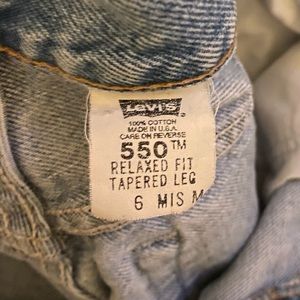 LEVI'S
100% COTTON
MADE IN U.S.A.
CARE ON REVERSE
550™
RELAXED FIT
TAPERED LEG
6 MIS M